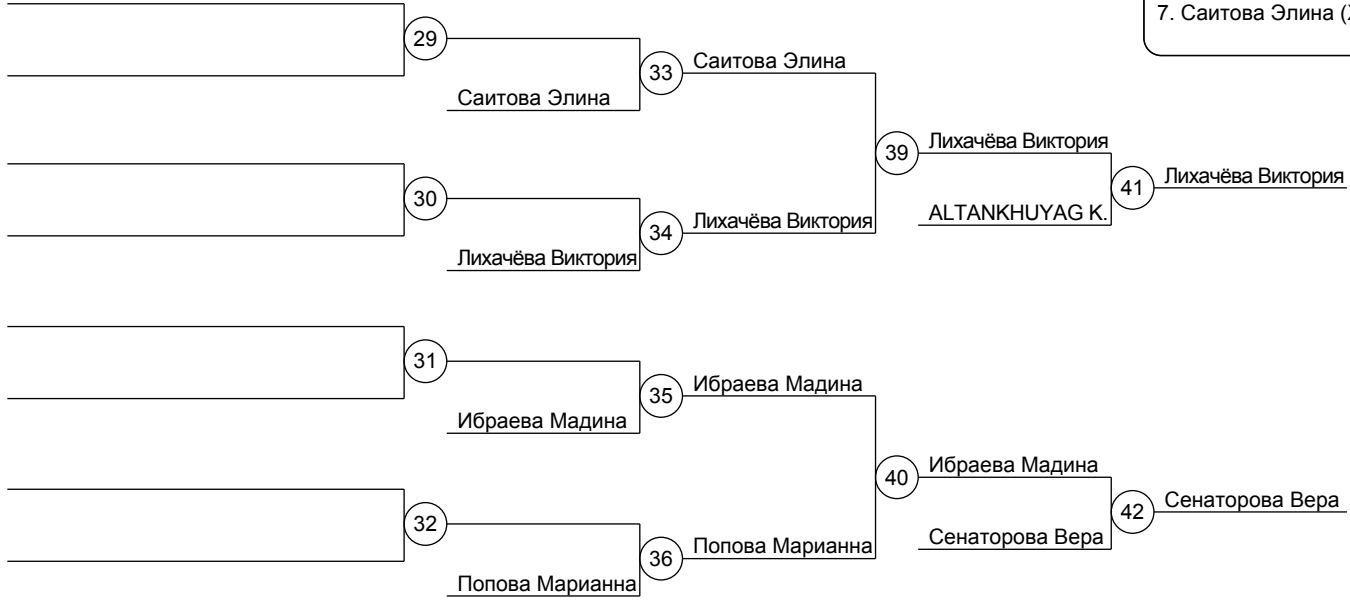 7. Саитова Элина (
29
33
Саитова Элина
Саитова Элина
39
Лихачёва Виктория
41
Лихачёва Виктория
30
34
Лихачёва Виктория
ALTANKHUYAG K.
Лихачёва Виктория
31
35
Ибраева Мадина
Ибраева Мадина
40
Ибраева Мадина
42
Сенаторова Вера
32
36
Попова Марианна
Сенаторова Вера
Попова Марианна